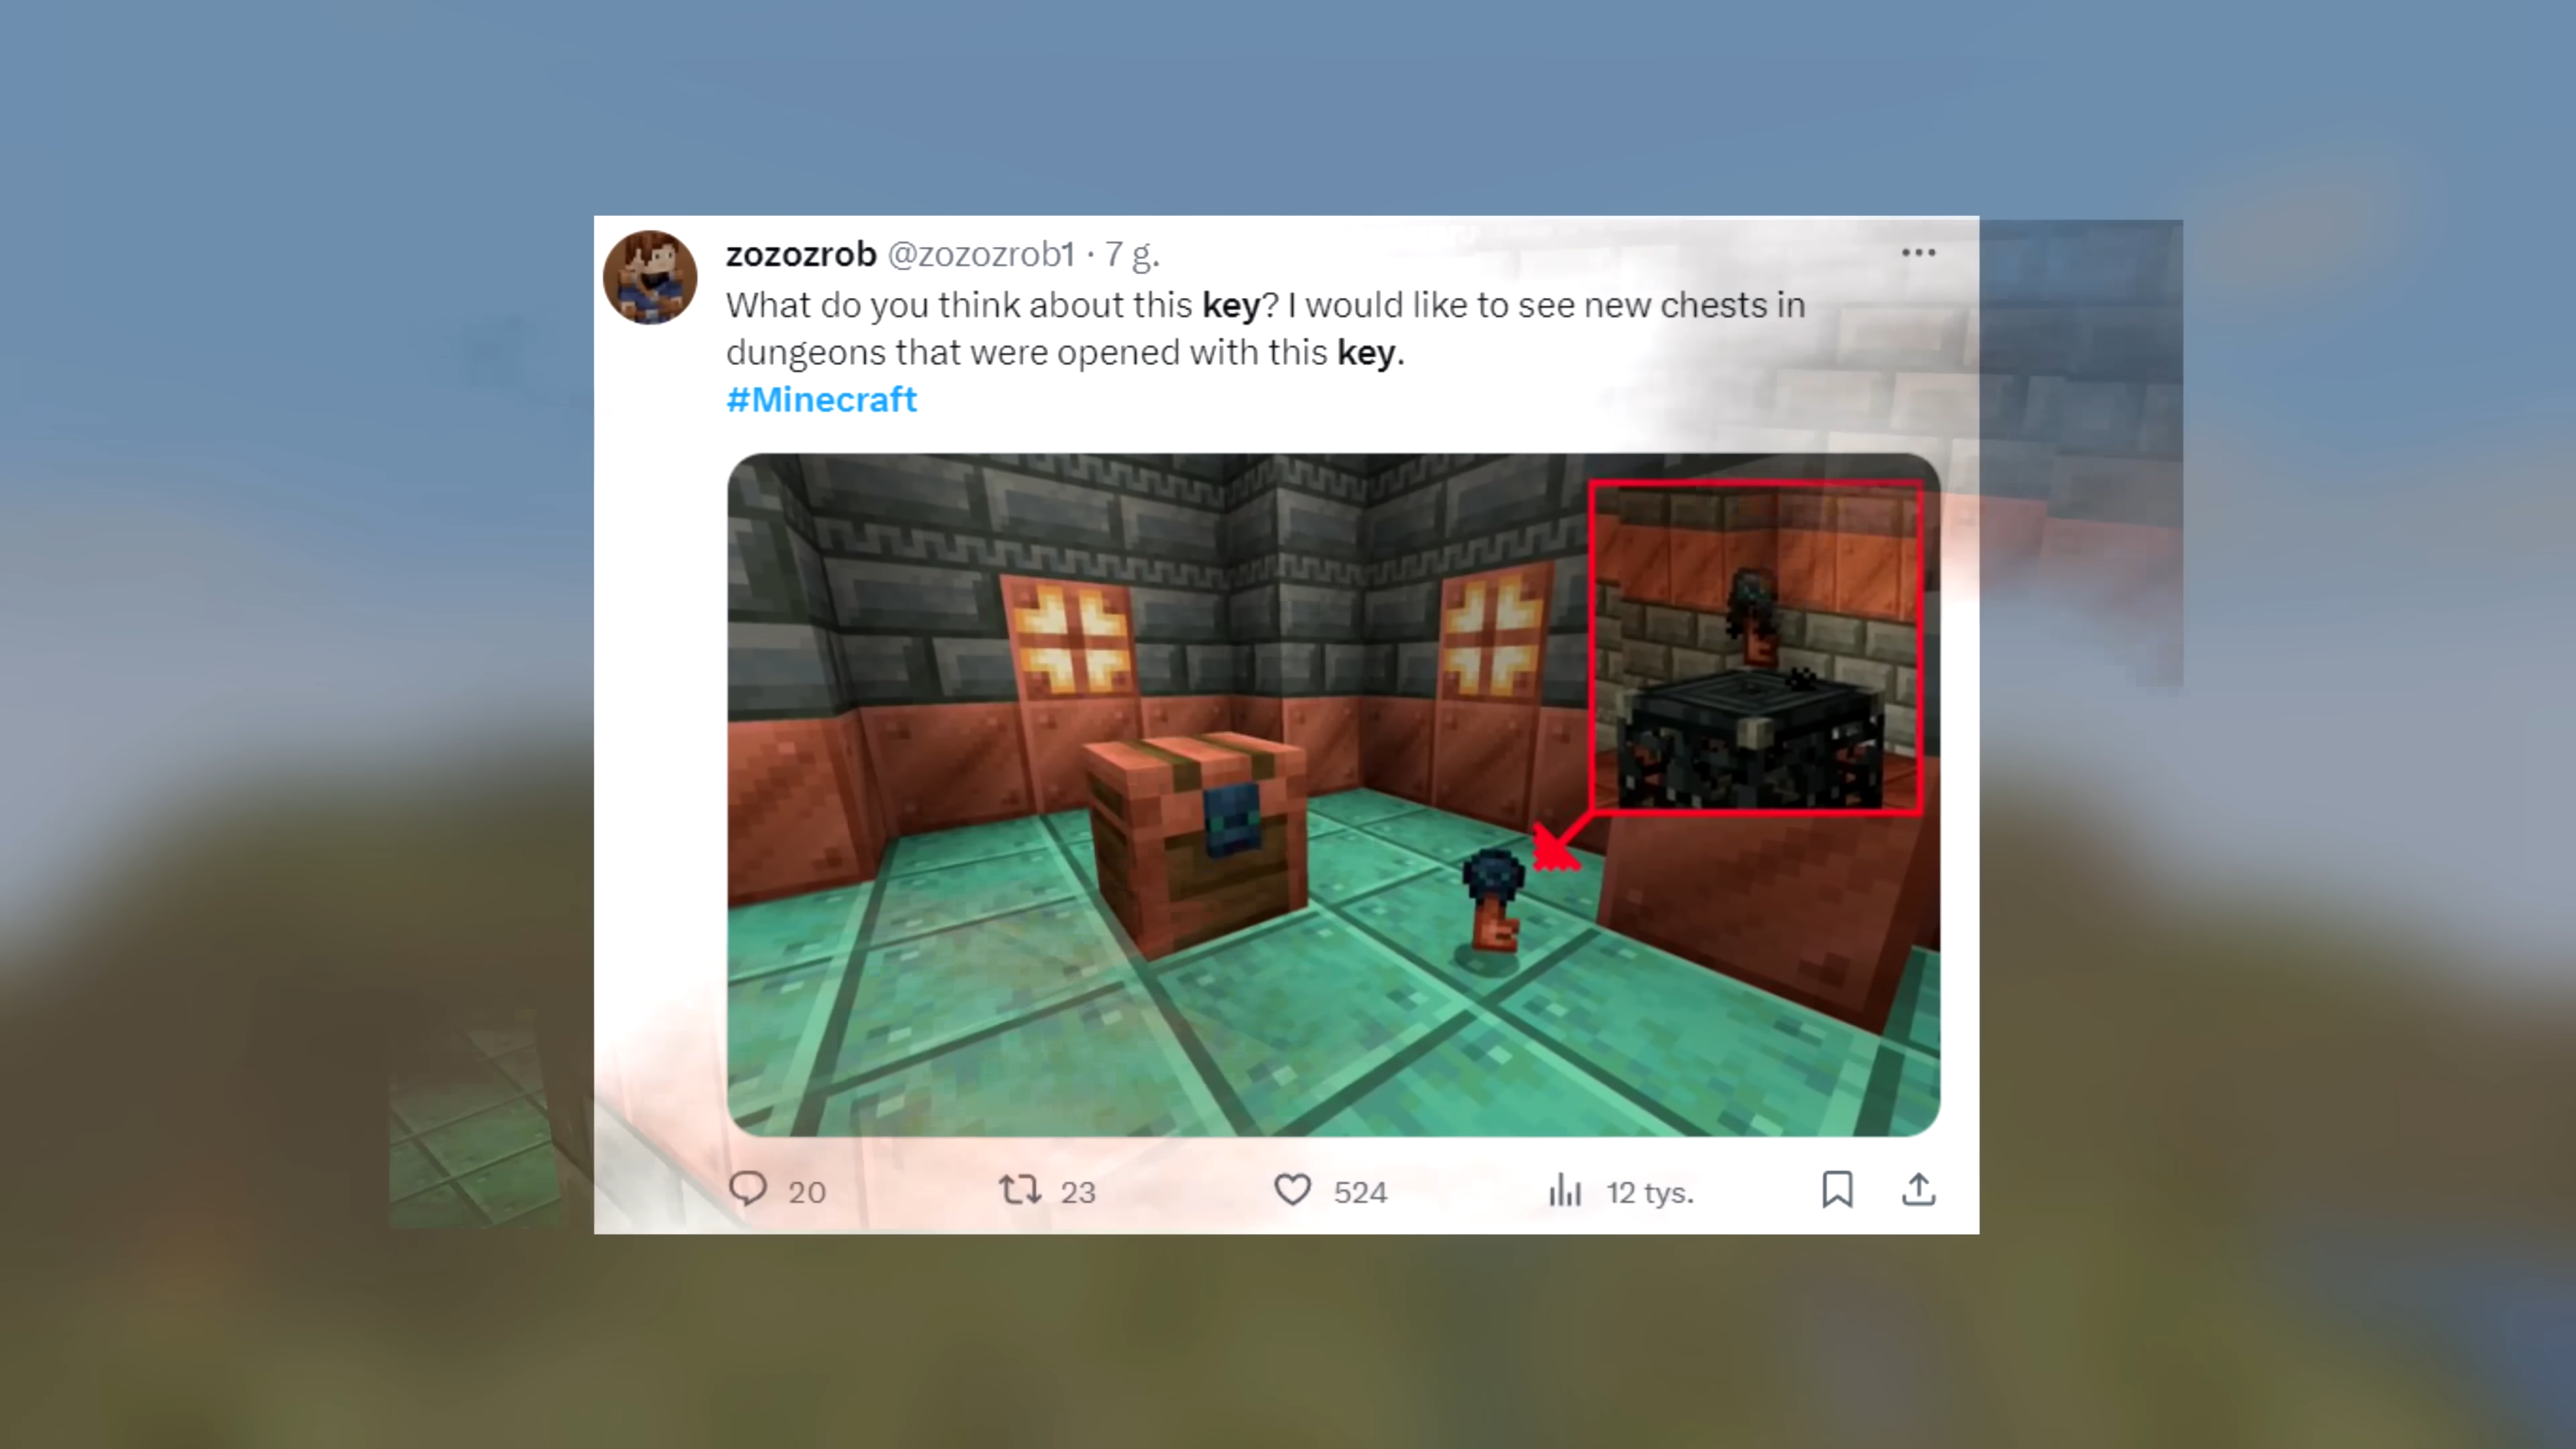 zozozrob @zozozrob1 · 7 g.
What do you think about this key? I would like to see new chests in
dungeons that were opened with this key.
#Minecraft
20 23 524 12 tys.